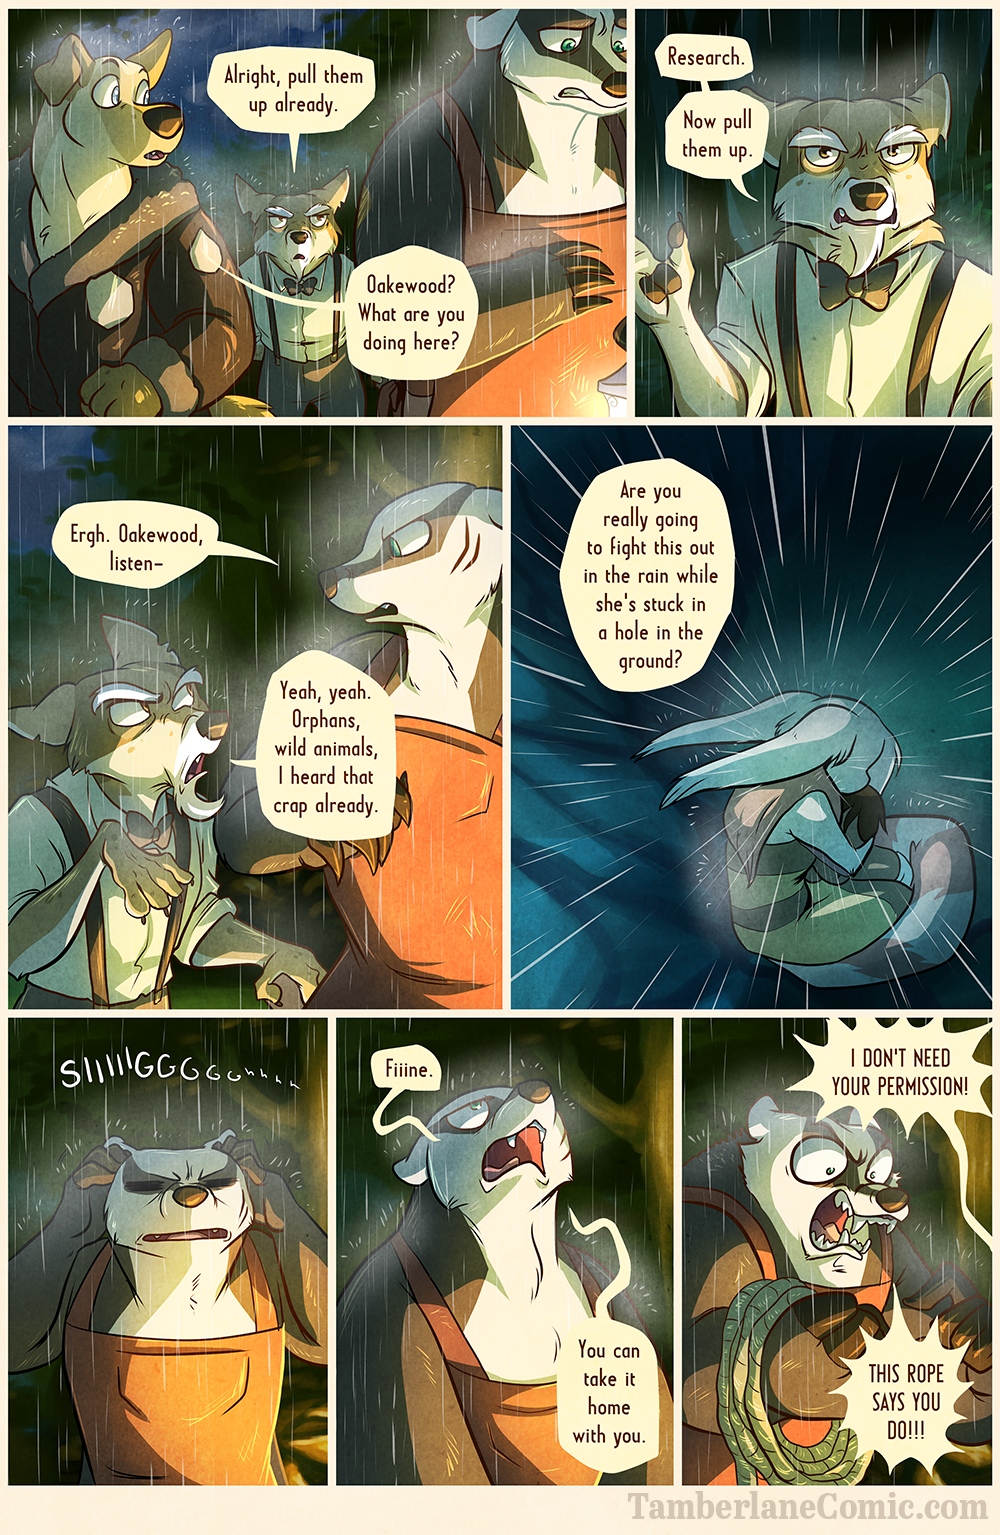 Alright, pull them
up already.
Oakewood?
What are you
doing here?
Research.
Now pull
them up.
Ergh. Oakewood,
listen-
Yeah, yeah.
Orphans,
wild animals,
I heard that
crap already.
Are you
really going
to fight this out
in the rain while
she's stuck in
a hole in the
ground?
SIIIIIGGGGGGhhhh
Fiiine.
You can
take it
home
with you.
I DON'T NEED
YOUR PERMISSION!
THIS ROPE
SAYS YOU
DO!!!
TamberlaneComic.com